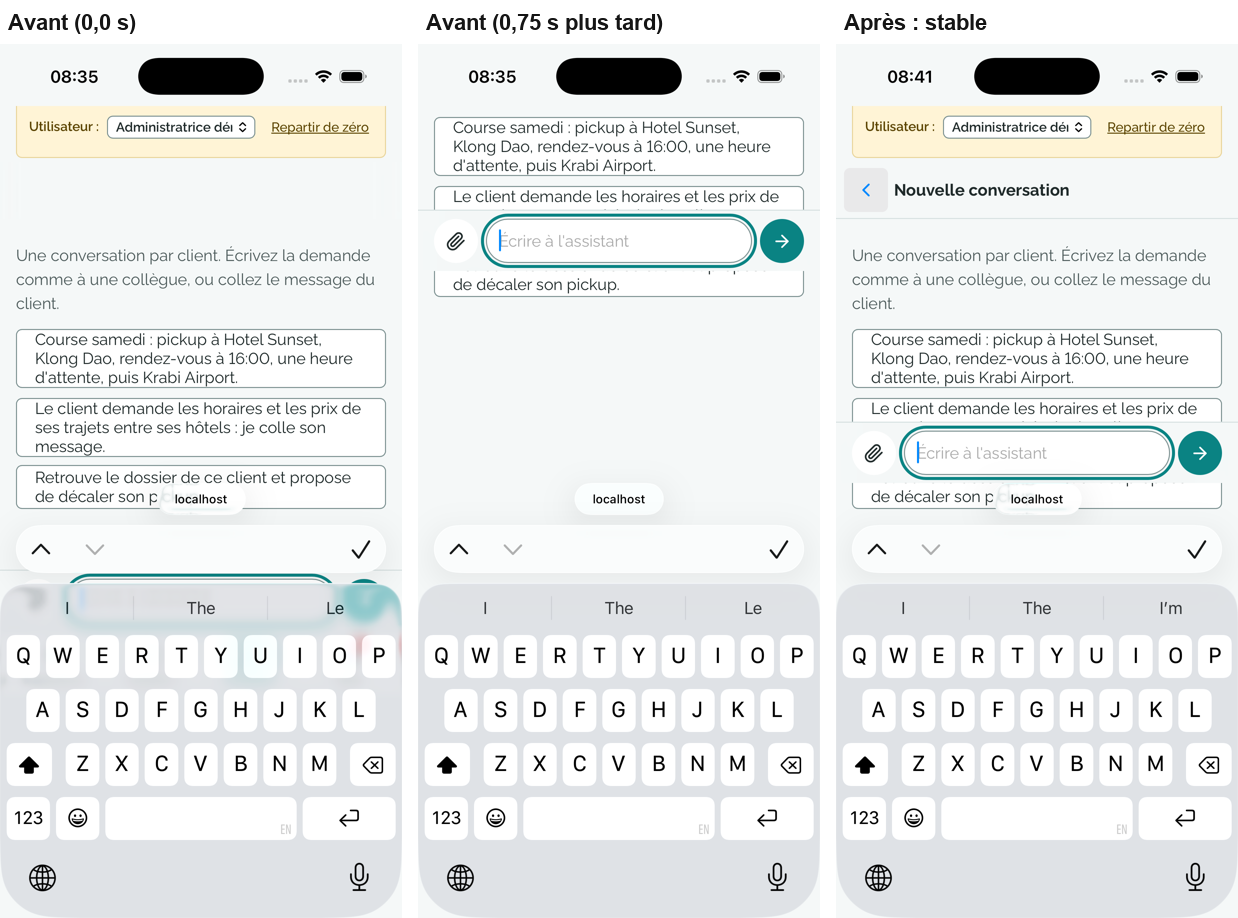 Avant (0,0 s)
08:35
Utilisateur :
Administratrice dé
Repartir de zéro
Une conversation par client. Écrivez la demande
comme à une collègue, ou collez le message du
client.
Course samedi : pickup à Hotel Sunset,
Klong Dao, rendez-vous à 16:00, une heure
d'attente, puis Krabi Airport.
Le client demande les horaires et les prix de
ses trajets entre ses hôtels : je colle son
message.
Retrouve le dossier de ce client et propose
de décaler son p
localhost
I The Le
Q W E R T Y U I O P
A S D F G H J K L
Z X C V B N M
123
EN
Avant (0,75 s plus tard)
08:35
Course samedi : pickup à Hotel Sunset,
Klong Dao, rendez-vous à 16:00, une heure
d'attente, puis Krabi Airport.
Le client demande les horaires et les prix de
Écrire à l'assistant
de décaler son pickup.
localhost
I The Le
Q W E R T Y U I O P
A S D F G H J K L
Z X C V B N M
123
EN
Après : stable
08:41
Utilisateur :
Administratrice dé
Repartir de zéro
Nouvelle conversation
Une conversation par client. Écrivez la demande
comme à une collègue, ou collez le message du
client.
Course samedi : pickup à Hotel Sunset,
Klong Dao, rendez-vous à 16:00, une heure
d'attente, puis Krabi Airport.
Le client demande les horaires et les prix de
Écrire à l'assistant
de décaler son p
localhost
I The I'm
Q W E R T Y U I O P
A S D F G H J K L
Z X C V B N M
123
EN